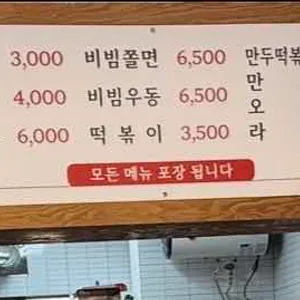 3,000 비빔쫄면 6,500 만두떡볶
4,000 비빔우동 6,500 만
오
6,000 떡볶이 3,500 라
모든 메뉴 포장 됩니다